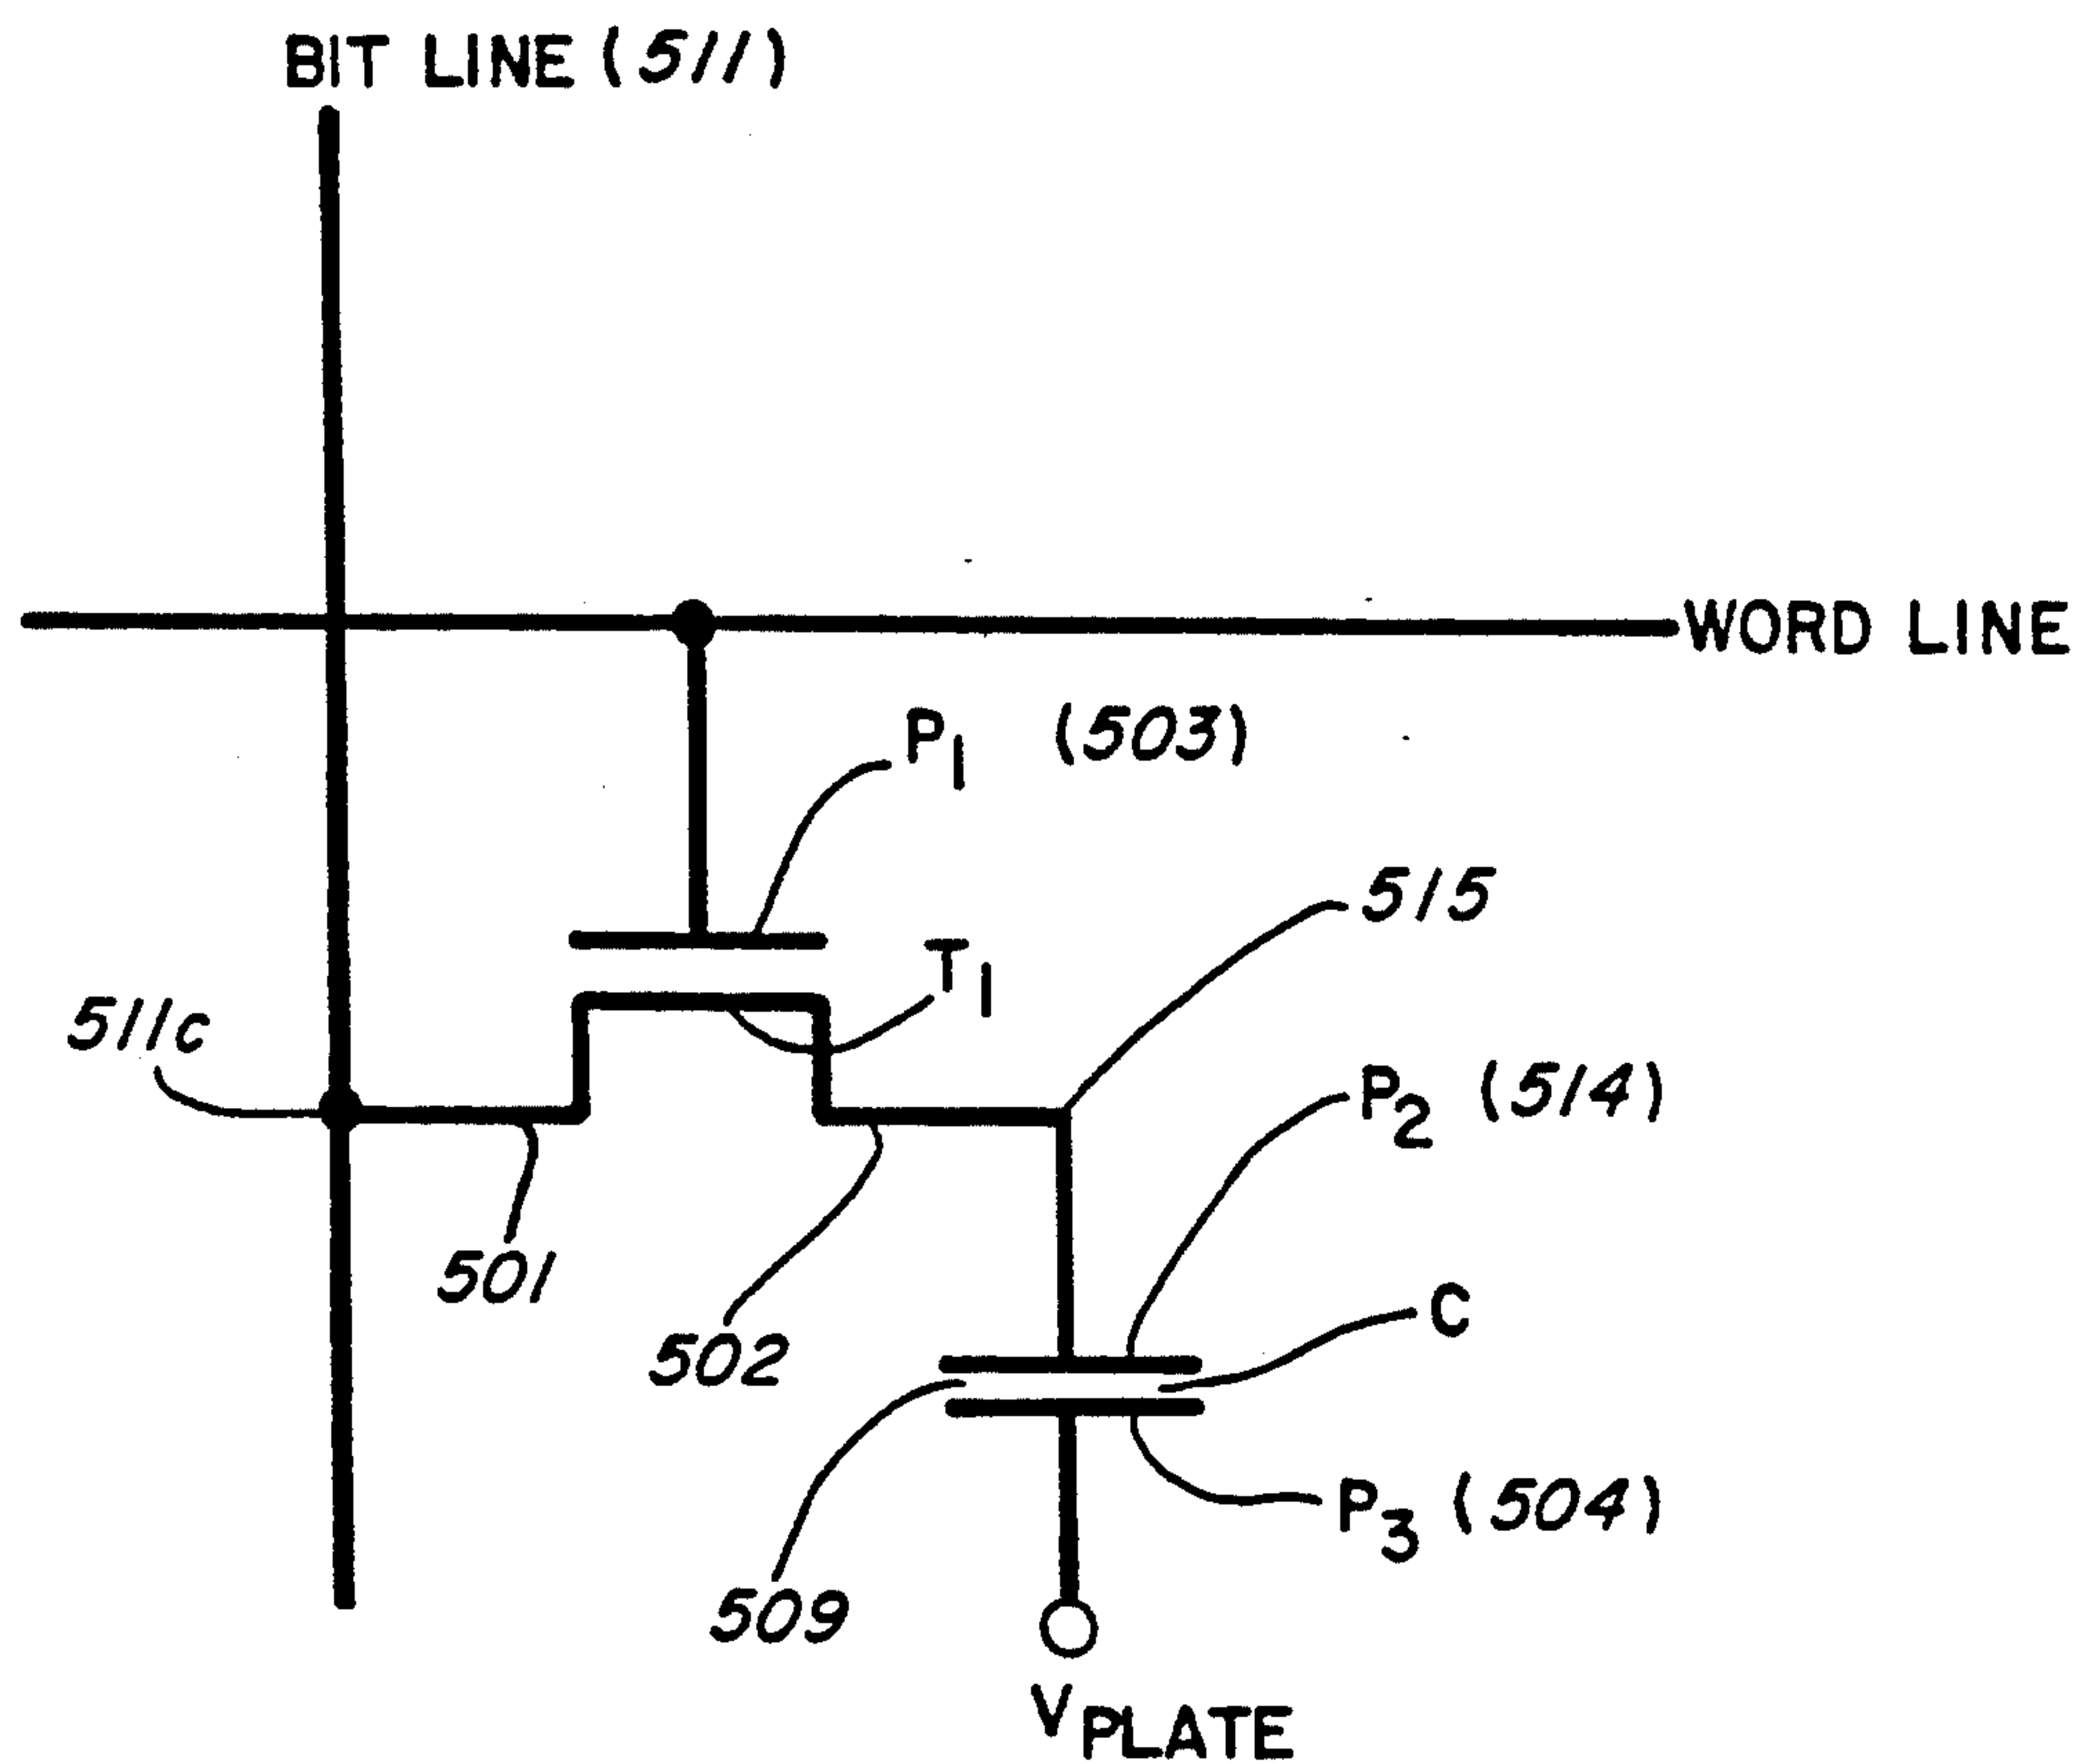 BIT LINE (511)
WORD LINE
P1 (503)
515
T1
511c
P2 (514)
501
C
502
P3 (504)
509
VPLATE